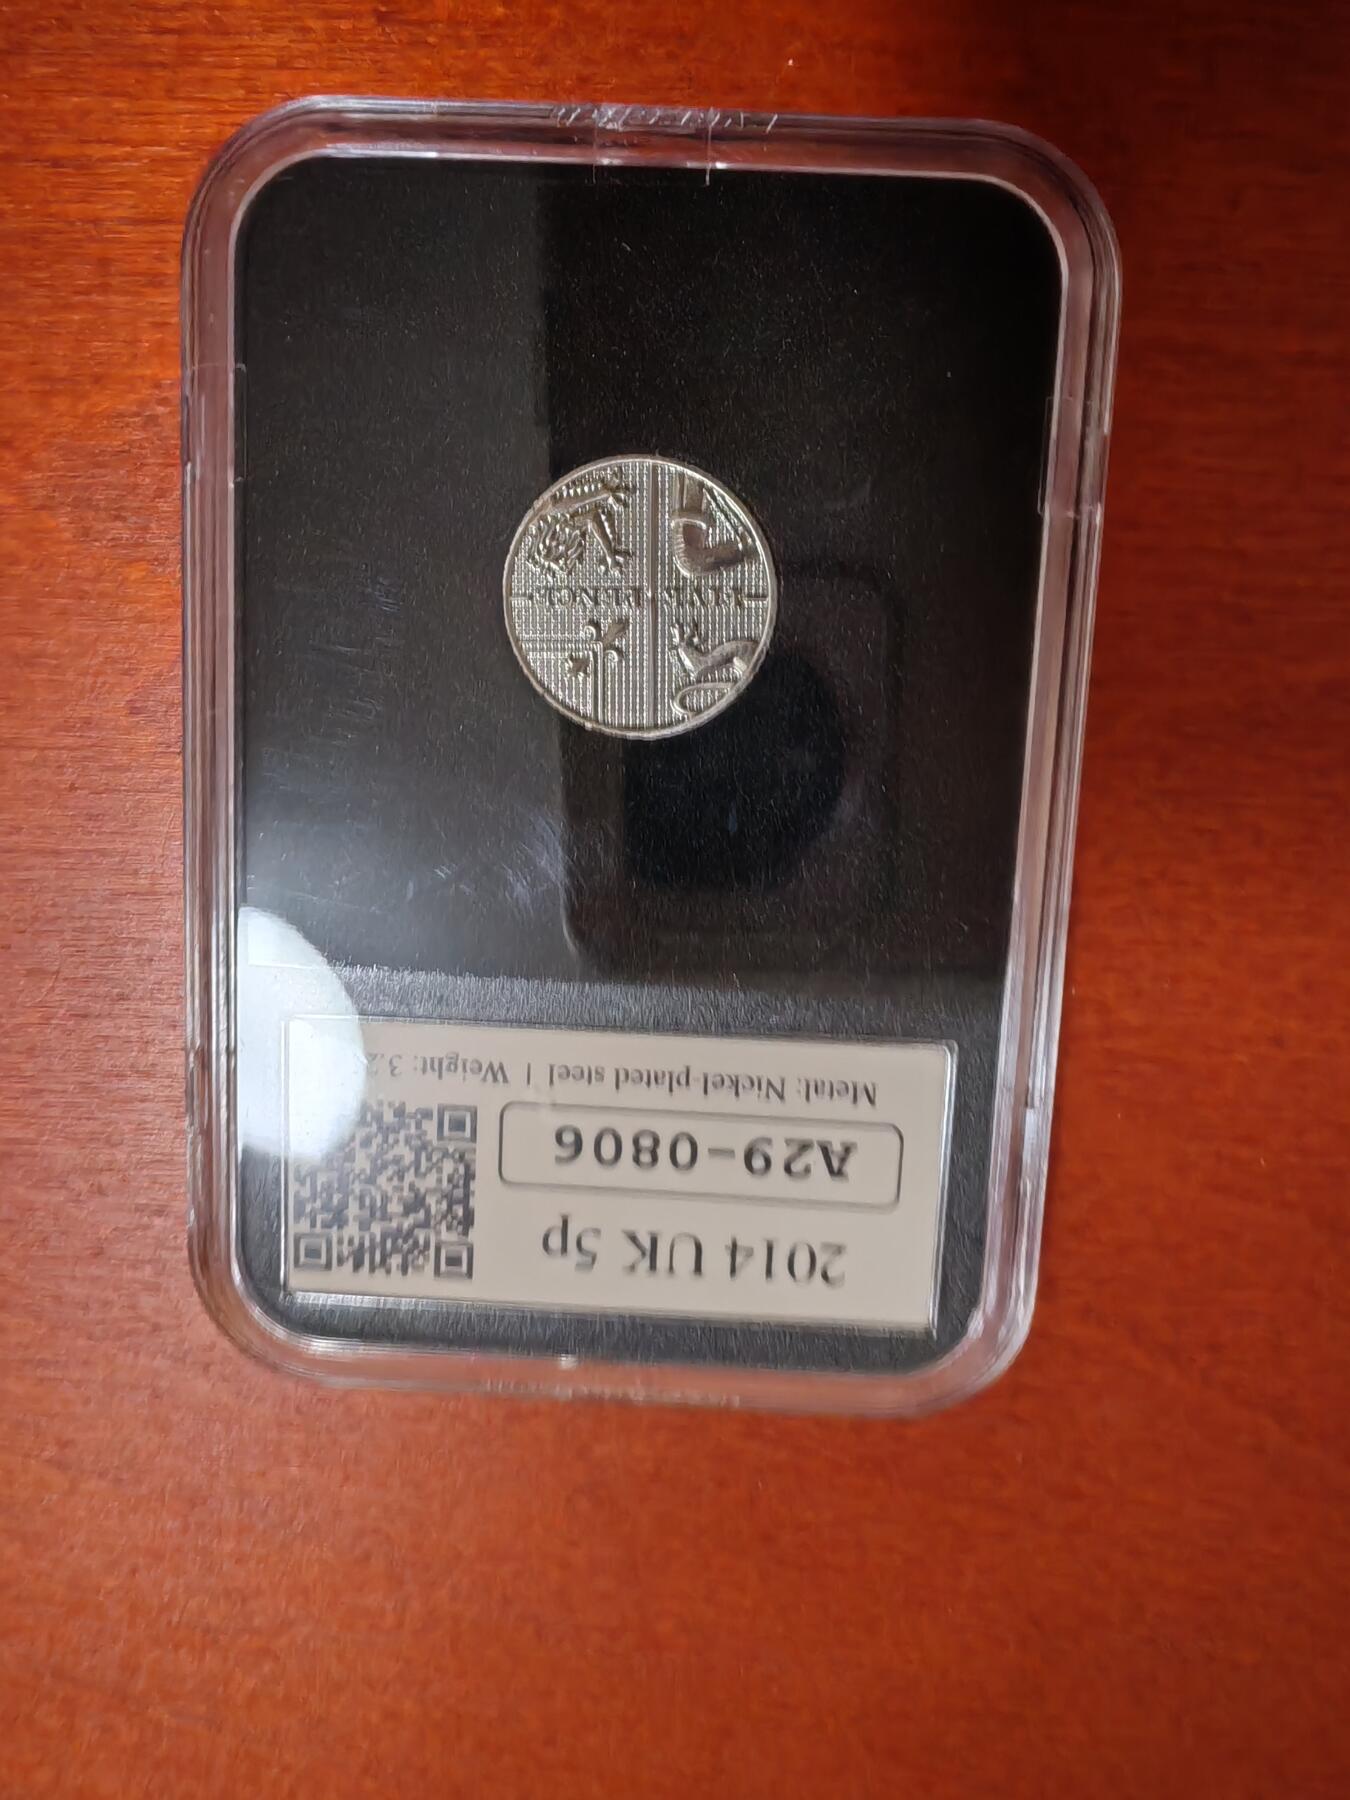 FIVE PENCE
2014 UK 5p
A29-0806
Metal: Nickel-plated steel | Weight: 3.2